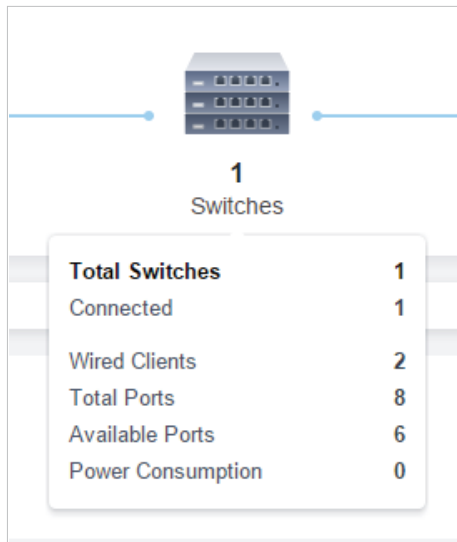 1
Switches
Total Switches 1
Connected 1
Wired Clients 2
Total Ports 8
Available Ports 6
Power Consumption 0